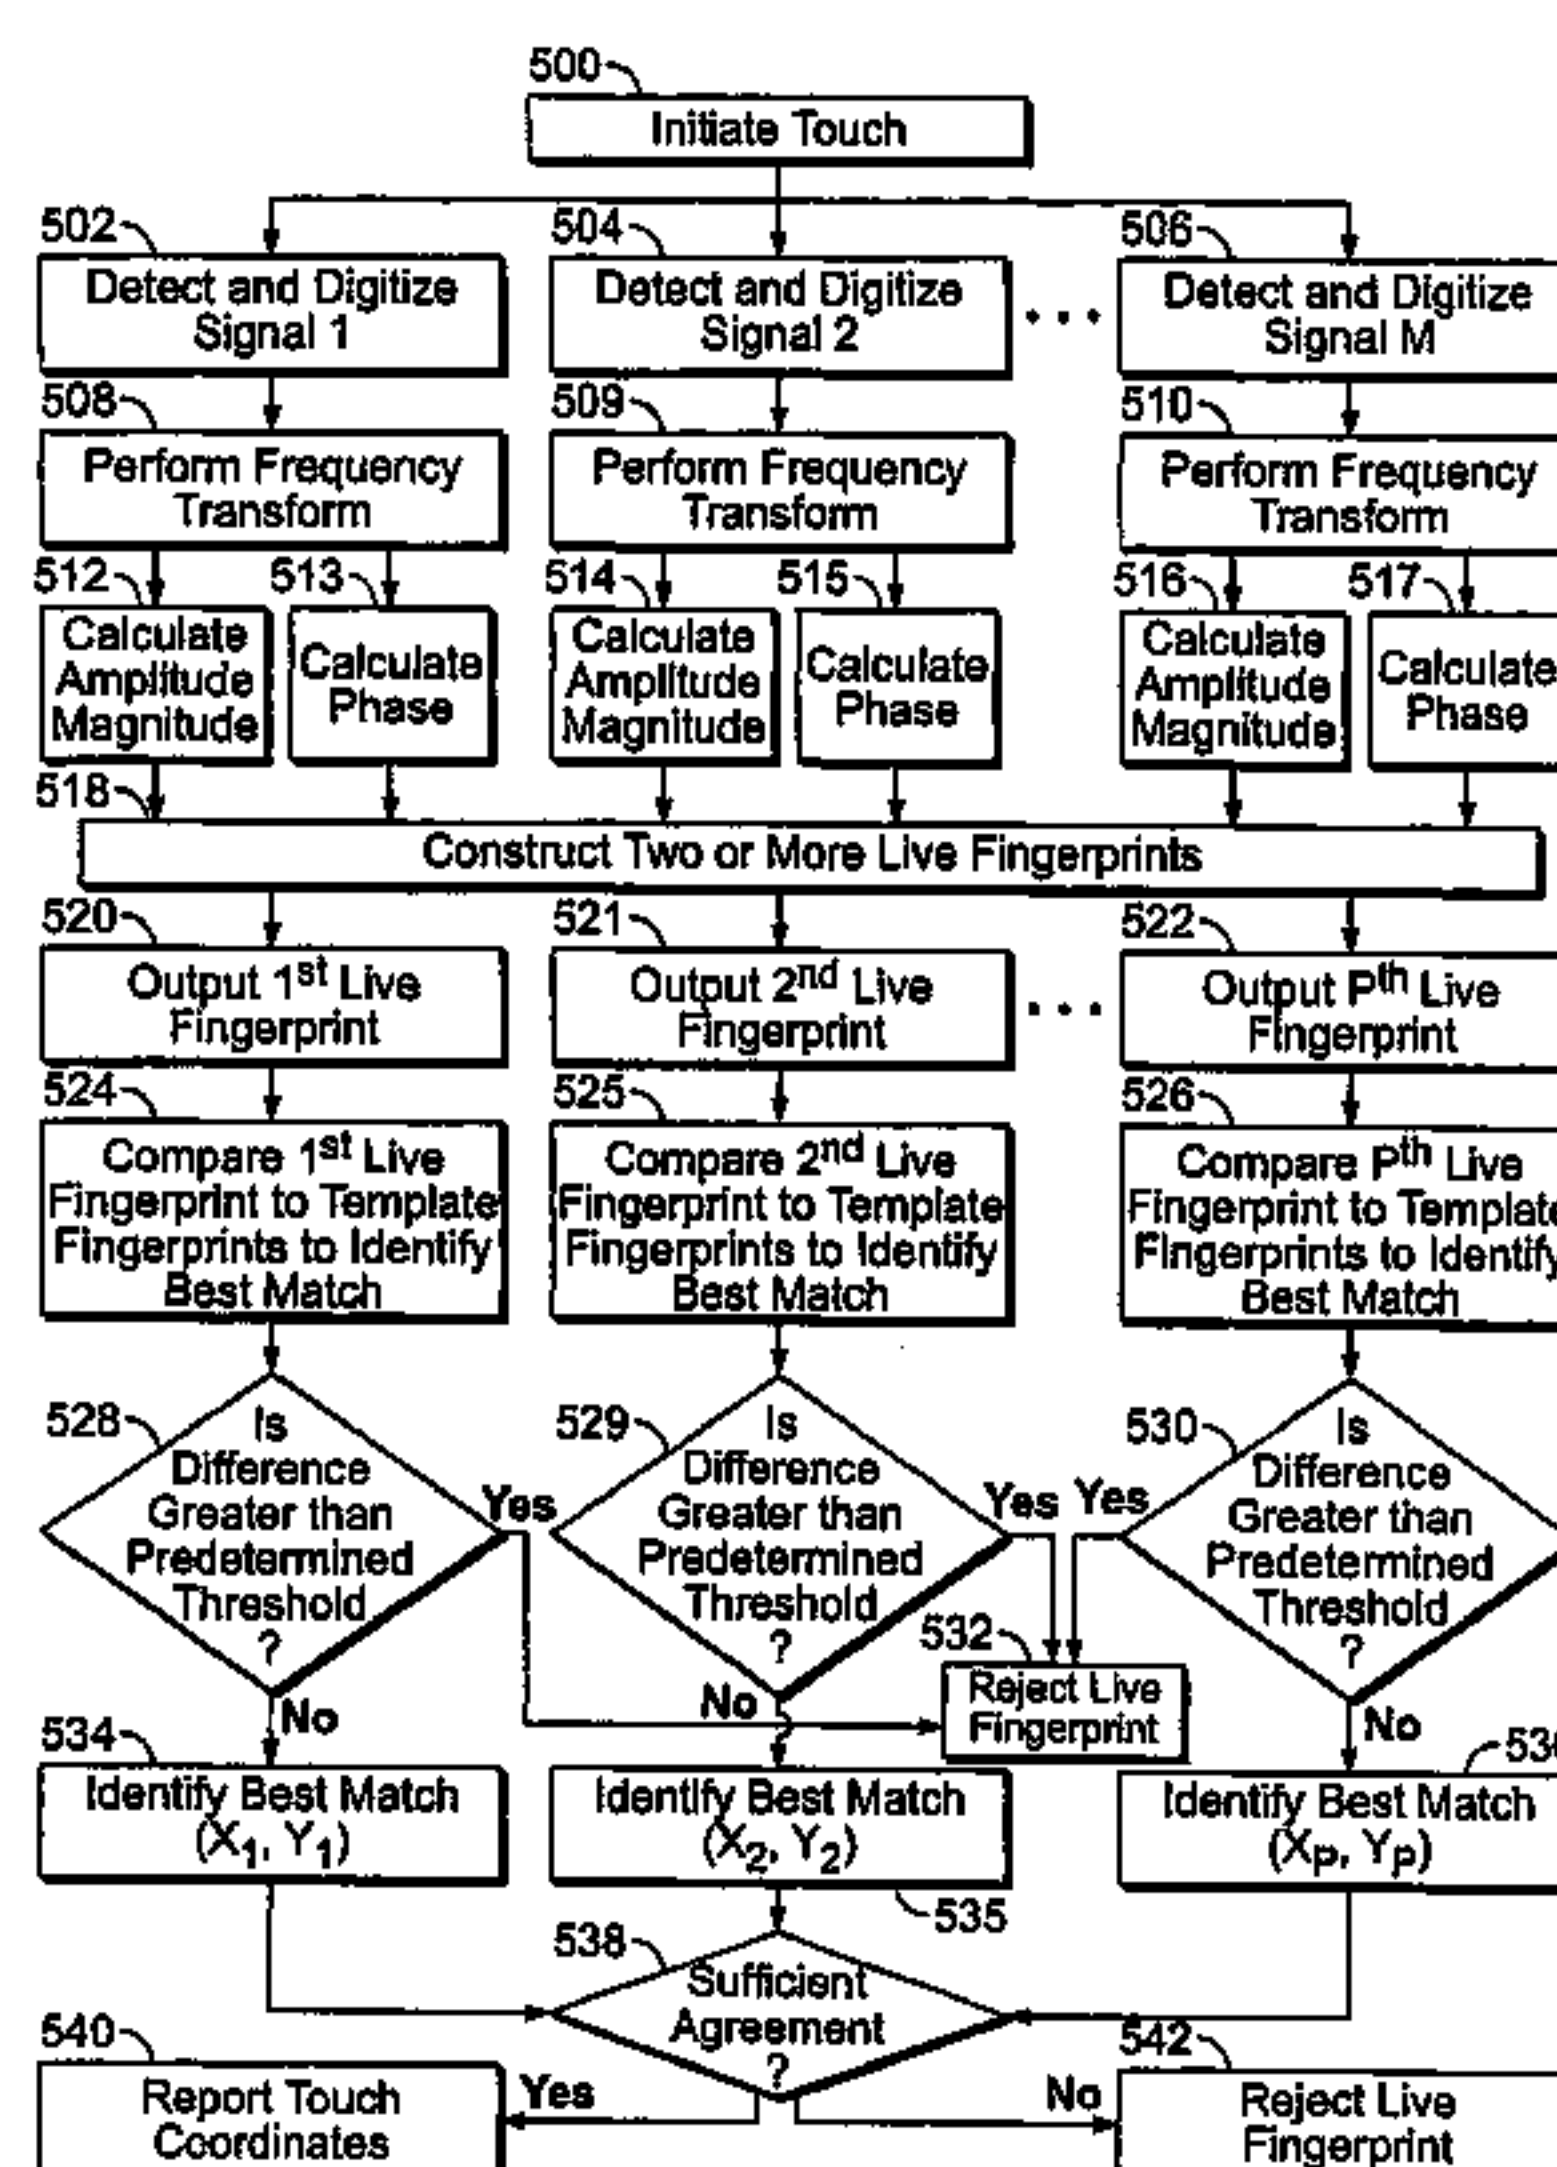 500
Initiate Touch
502
504
506
Detect and Digitize
Signal 1
Detect and Digitize
Signal 2
. . .
Detect and Digitize
Signal M
508
509
510
Perform Frequency
Transform
Perform Frequency
Transform
Perform Frequency
Transform
512
513
514
515
516
517
Calculate
Amplitude
Magnitude
Calculate
Phase
Calculate
Amplitude
Magnitude
Calculate
Phase
Calculate
Amplitude
Magnitude
Calculate
Phase
518
Construct Two or More Live Fingerprints
520
521
522
Output 1st Live
Fingerprint
Output 2nd Live
Fingerprint
. . .
Output Pth Live
Fingerprint
524
525
526
Compare 1st Live
Fingerprint to Template
Fingerprints to Identify
Best Match
Compare 2nd Live
Fingerprint to Template
Fingerprints to Identify
Best Match
Compare Pth Live
Fingerprint to Template
Fingerprints to Identify
Best Match
528
Is
Difference
Greater than
Predetermined
Threshold
?
Yes
No
529
Is
Difference
Greater than
Predetermined
Threshold
?
Yes
No
530
Is
Difference
Greater than
Predetermined
Threshold
?
Yes
No
532
Reject Live
Fingerprint
534
Identify Best Match
(X1, Y1)
Identify Best Match
(X2, Y2)
535
Identify Best Match
(XP, YP)
538
Sufficient
Agreement
?
Yes
No
540
Report Touch
Coordinates
542
Reject Live
Fingerprint